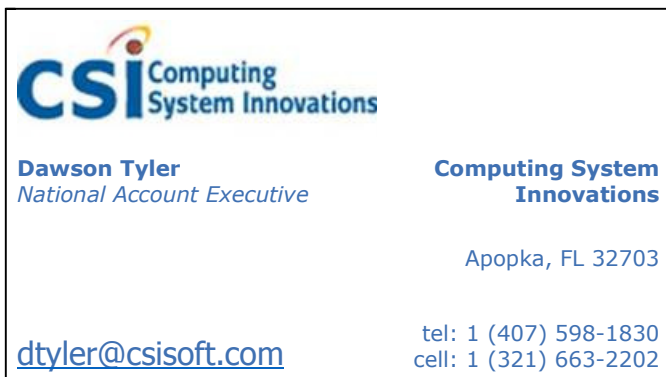 CSI Computing
System Innovations
Dawson Tyler
National Account Executive
Computing System
Innovations
Apopka, FL 32703
dtyler@csisoft.com
tel: 1 (407) 598-1830
cell: 1 (321) 663-2202